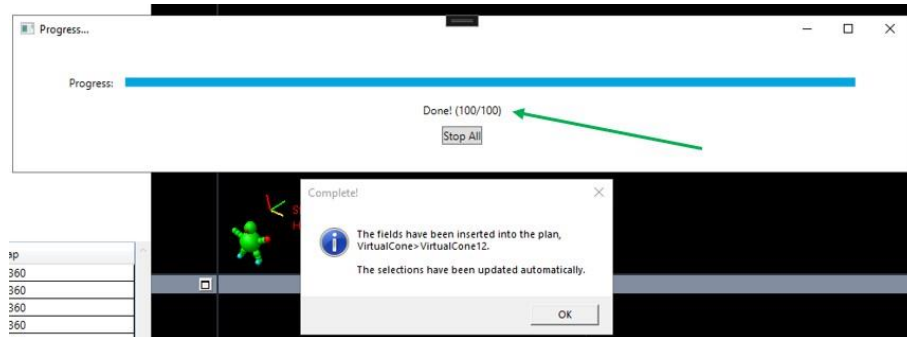 Progress...
Progress:
Done! (100/100)
Stop All
Complete!
The fields have been inserted into the plan,
VirtualCone>VirtualCone12.
The selections have been updated automatically.
OK
ap
360
360
360
360